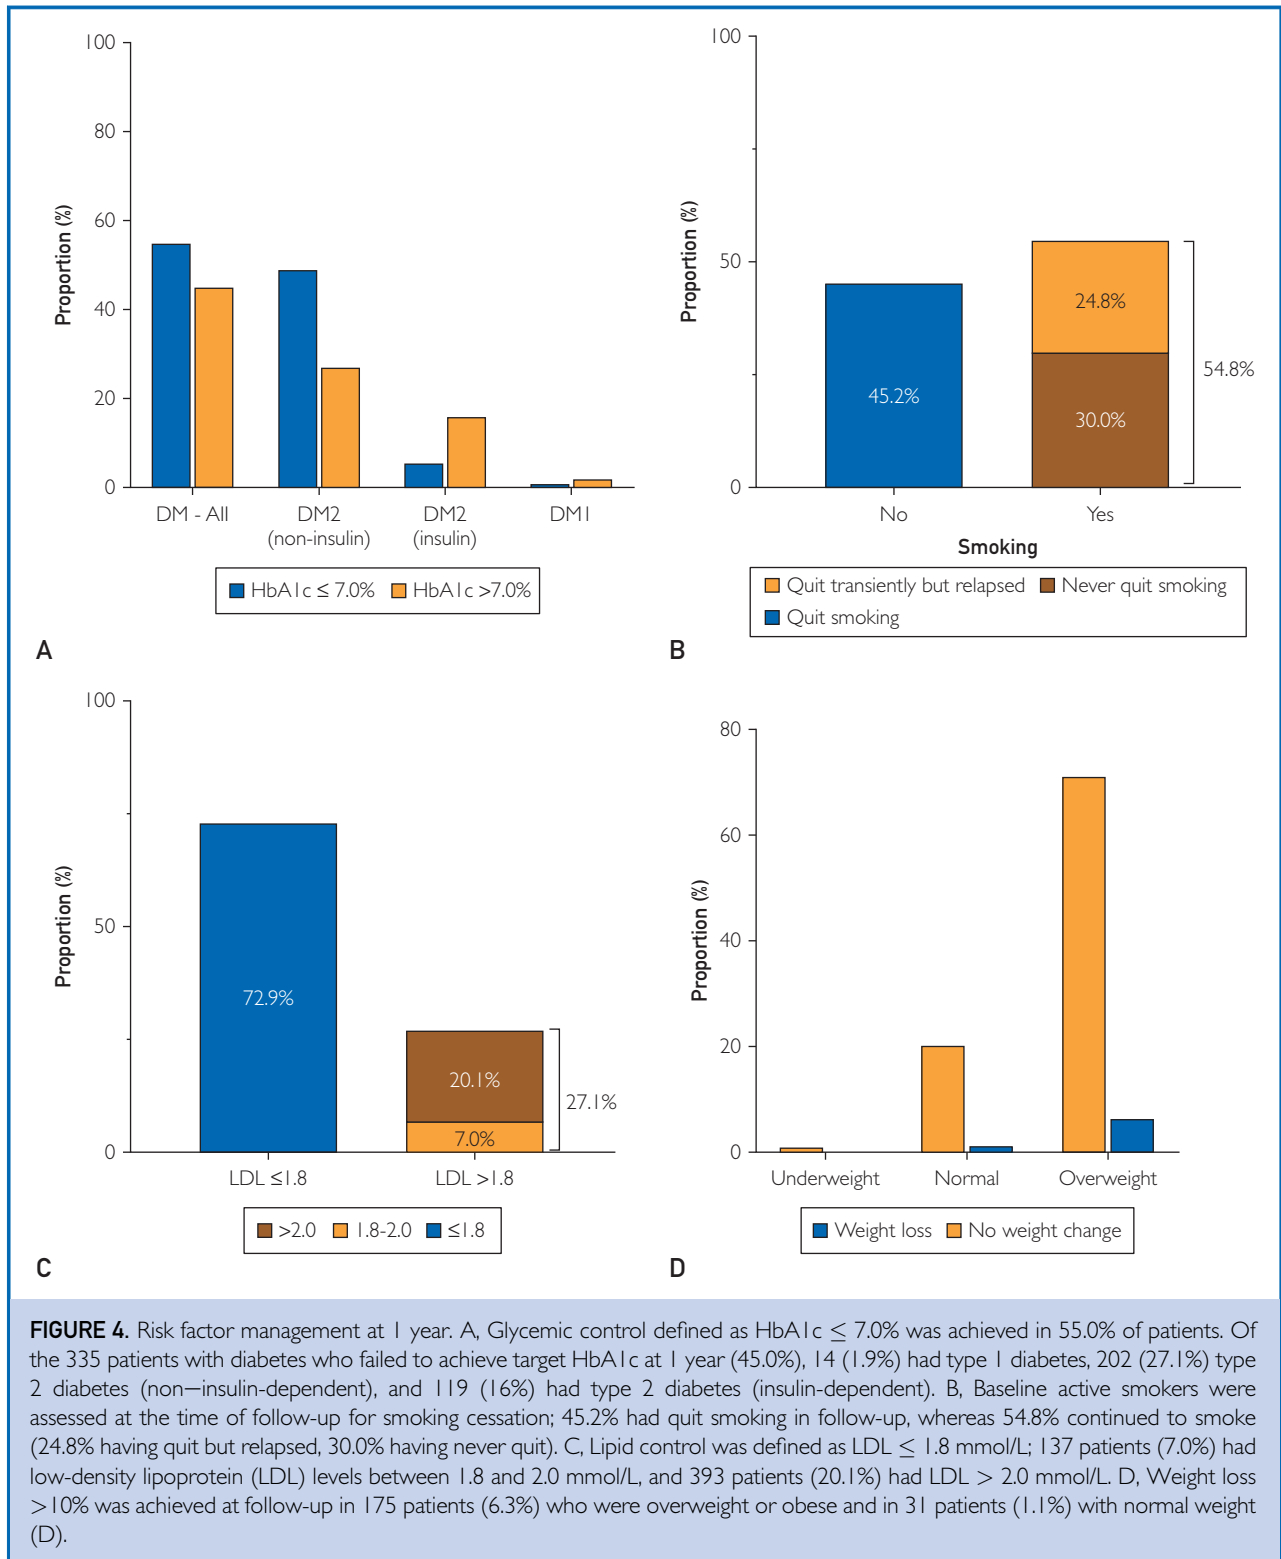 100
80
60
40
20
0
Proportion (%)
DM - All
DM2
(non-insulin)
DM2
(insulin)
DM1
HbA1c ≤ 7.0%
HbA1c >7.0%
A
100
50
0
Proportion (%)
45.2%
24.8%
30.0%
54.8%
No
Yes
Smoking
Quit transiently but relapsed
Never quit smoking
Quit smoking
B
100
50
0
Proportion (%)
72.9%
20.1%
7.0%
27.1%
LDL ≤1.8
LDL >1.8
>2.0
1.8-2.0
≤1.8
C
80
60
40
20
0
Proportion (%)
Underweight
Normal
Overweight
Weight loss
No weight change
D
FIGURE 4. Risk factor management at 1 year. A, Glycemic control defined as HbA1c ≤ 7.0% was achieved in 55.0% of patients. Of
the 335 patients with diabetes who failed to achieve target HbA1c at 1 year (45.0%), 14 (1.9%) had type 1 diabetes, 202 (27.1%) type
2 diabetes (non−insulin-dependent), and 119 (16%) had type 2 diabetes (insulin-dependent). B, Baseline active smokers were
assessed at the time of follow-up for smoking cessation; 45.2% had quit smoking in follow-up, whereas 54.8% continued to smoke
(24.8% having quit but relapsed, 30.0% having never quit). C, Lipid control was defined as LDL ≤ 1.8 mmol/L; 137 patients (7.0%) had
low-density lipoprotein (LDL) levels between 1.8 and 2.0 mmol/L, and 393 patients (20.1%) had LDL > 2.0 mmol/L. D, Weight loss
>10% was achieved at follow-up in 175 patients (6.3%) who were overweight or obese and in 31 patients (1.1%) with normal weight
(D).